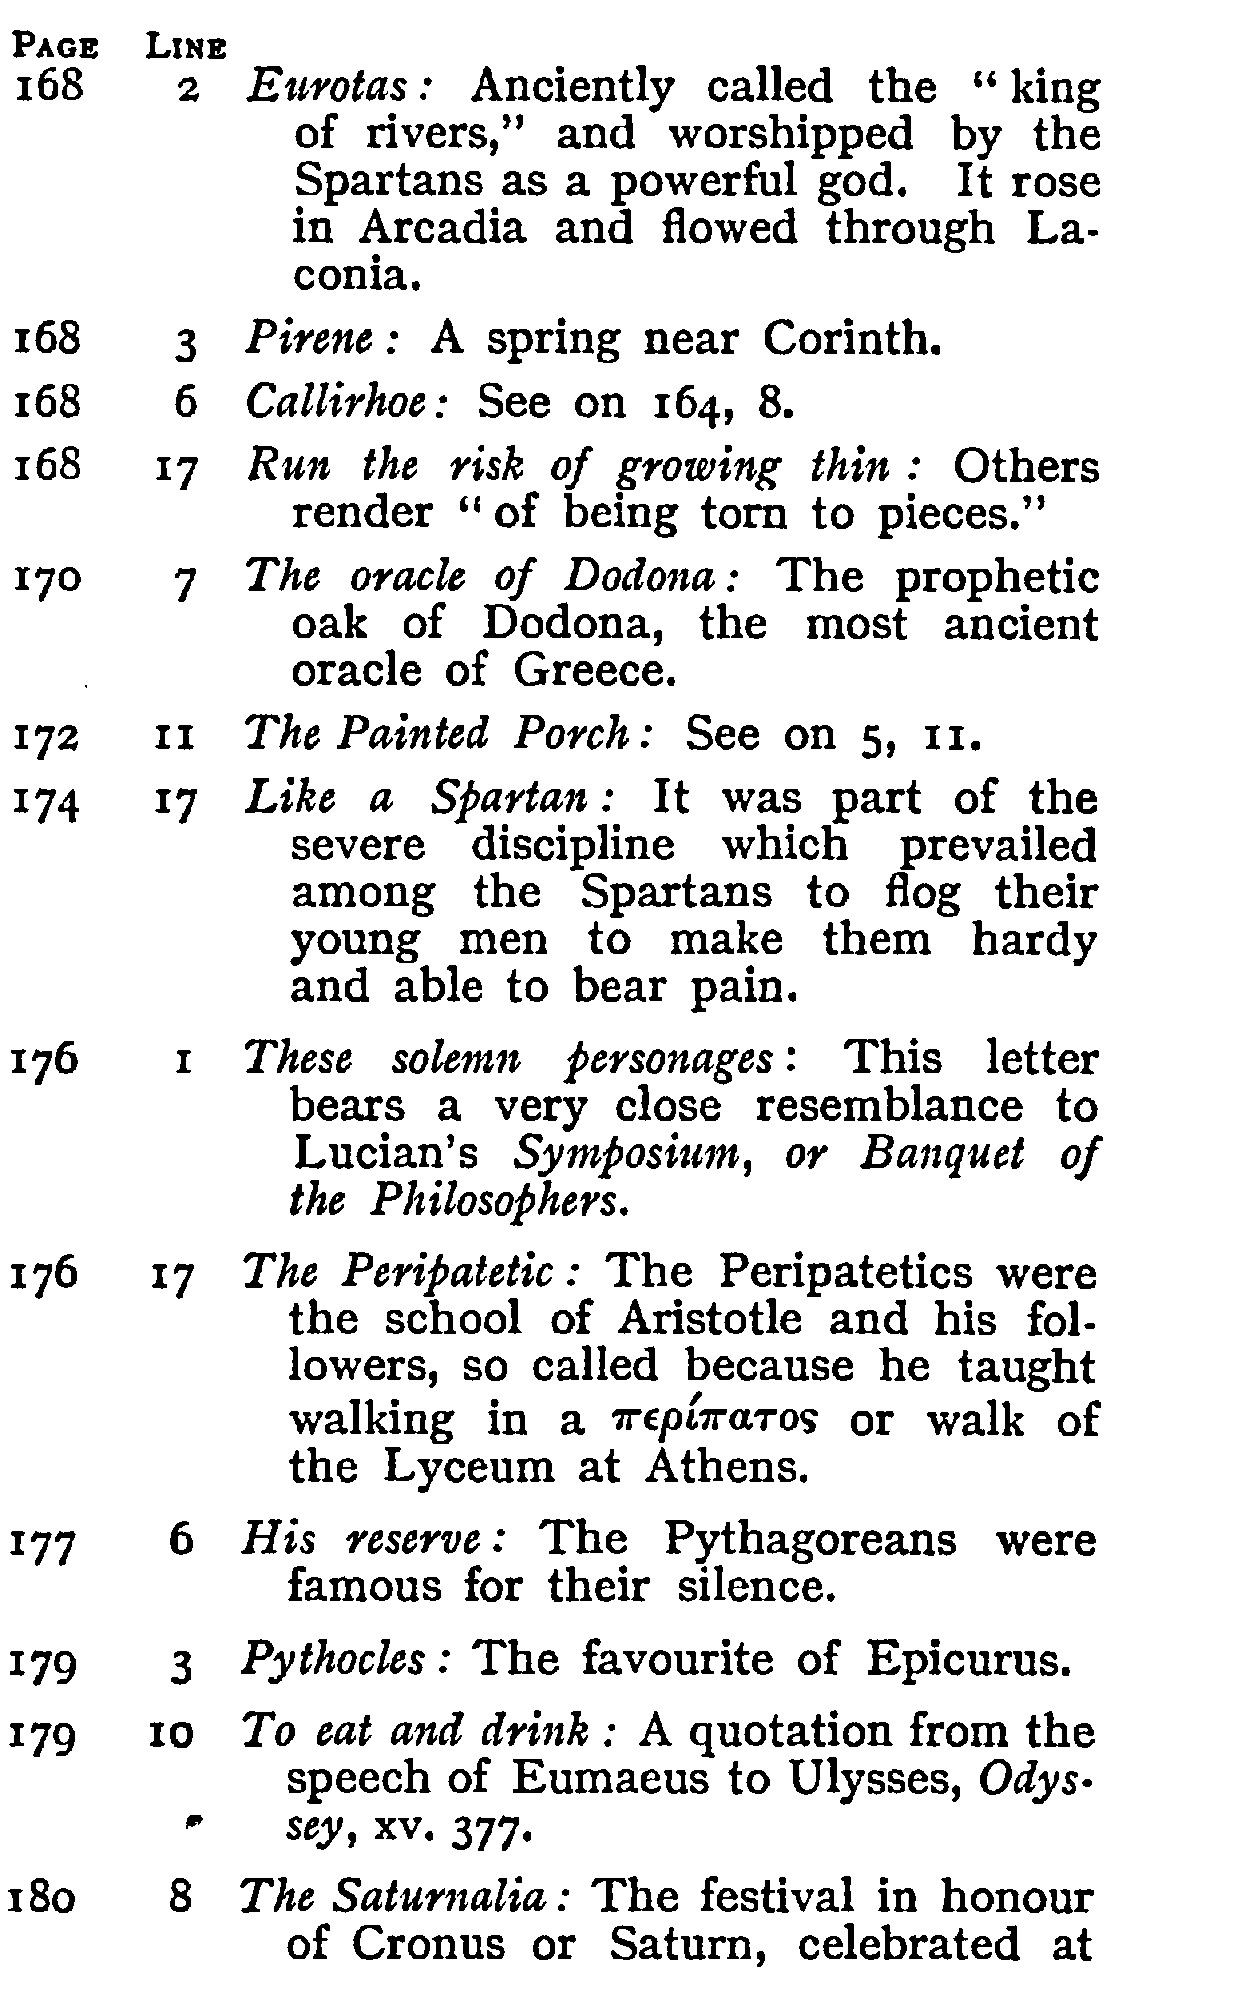 PAGE LINE
168 2 Eurotas: Anciently called the "king
of rivers," and worshipped by the
Spartans as a powerful god. It rose
in Arcadia and flowed through La-
conia.
168 3 Pirene: A spring near Corinth.
168 6 Callirhoe: See on 164, 8.
168 17 Run the risk of growing thin: Others
render "of being torn to pieces."
170 7 The oracle of Dodona: The prophetic
oak of Dodona, the most ancient
oracle of Greece.
172 11 The Painted Porch: See on 5, 11.
174 17 Like a Spartan: It was part of the
severe discipline which prevailed
among the Spartans to flog their
young men to make them hardy
and able to bear pain.
176 1 These solemn personages: This letter
bears a very close resemblance to
Lucian's Symposium, or Banquet of
the Philosophers.
176 17 The Peripatetic: The Peripatetics were
the school of Aristotle and his fol-
lowers, so called because he taught
walking in a περίπατος or walk of
the Lyceum at Athens.
177 6 His reserve: The Pythagoreans were
famous for their silence.
179 3 Pythocles: The favourite of Epicurus.
179 10 To eat and drink: A quotation from the
speech of Eumaeus to Ulysses, Odys-
sey, xv. 377.
180 8 The Saturnalia: The festival in honour
of Cronus or Saturn, celebrated at